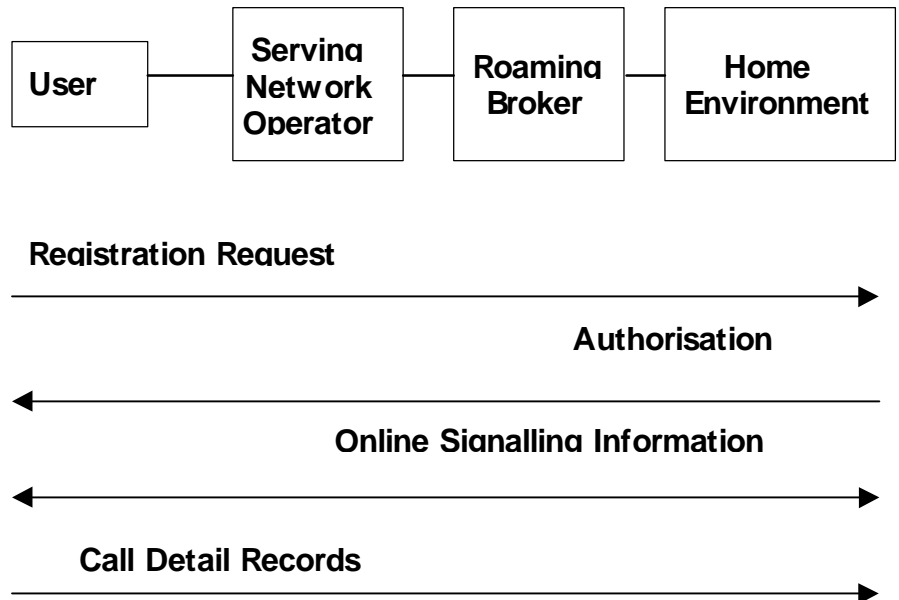 User
Serving
Network
Operator
Roaming
Broker
Home
Environment
Registration Request
Authorisation
Online Signalling Information
Call Detail Records